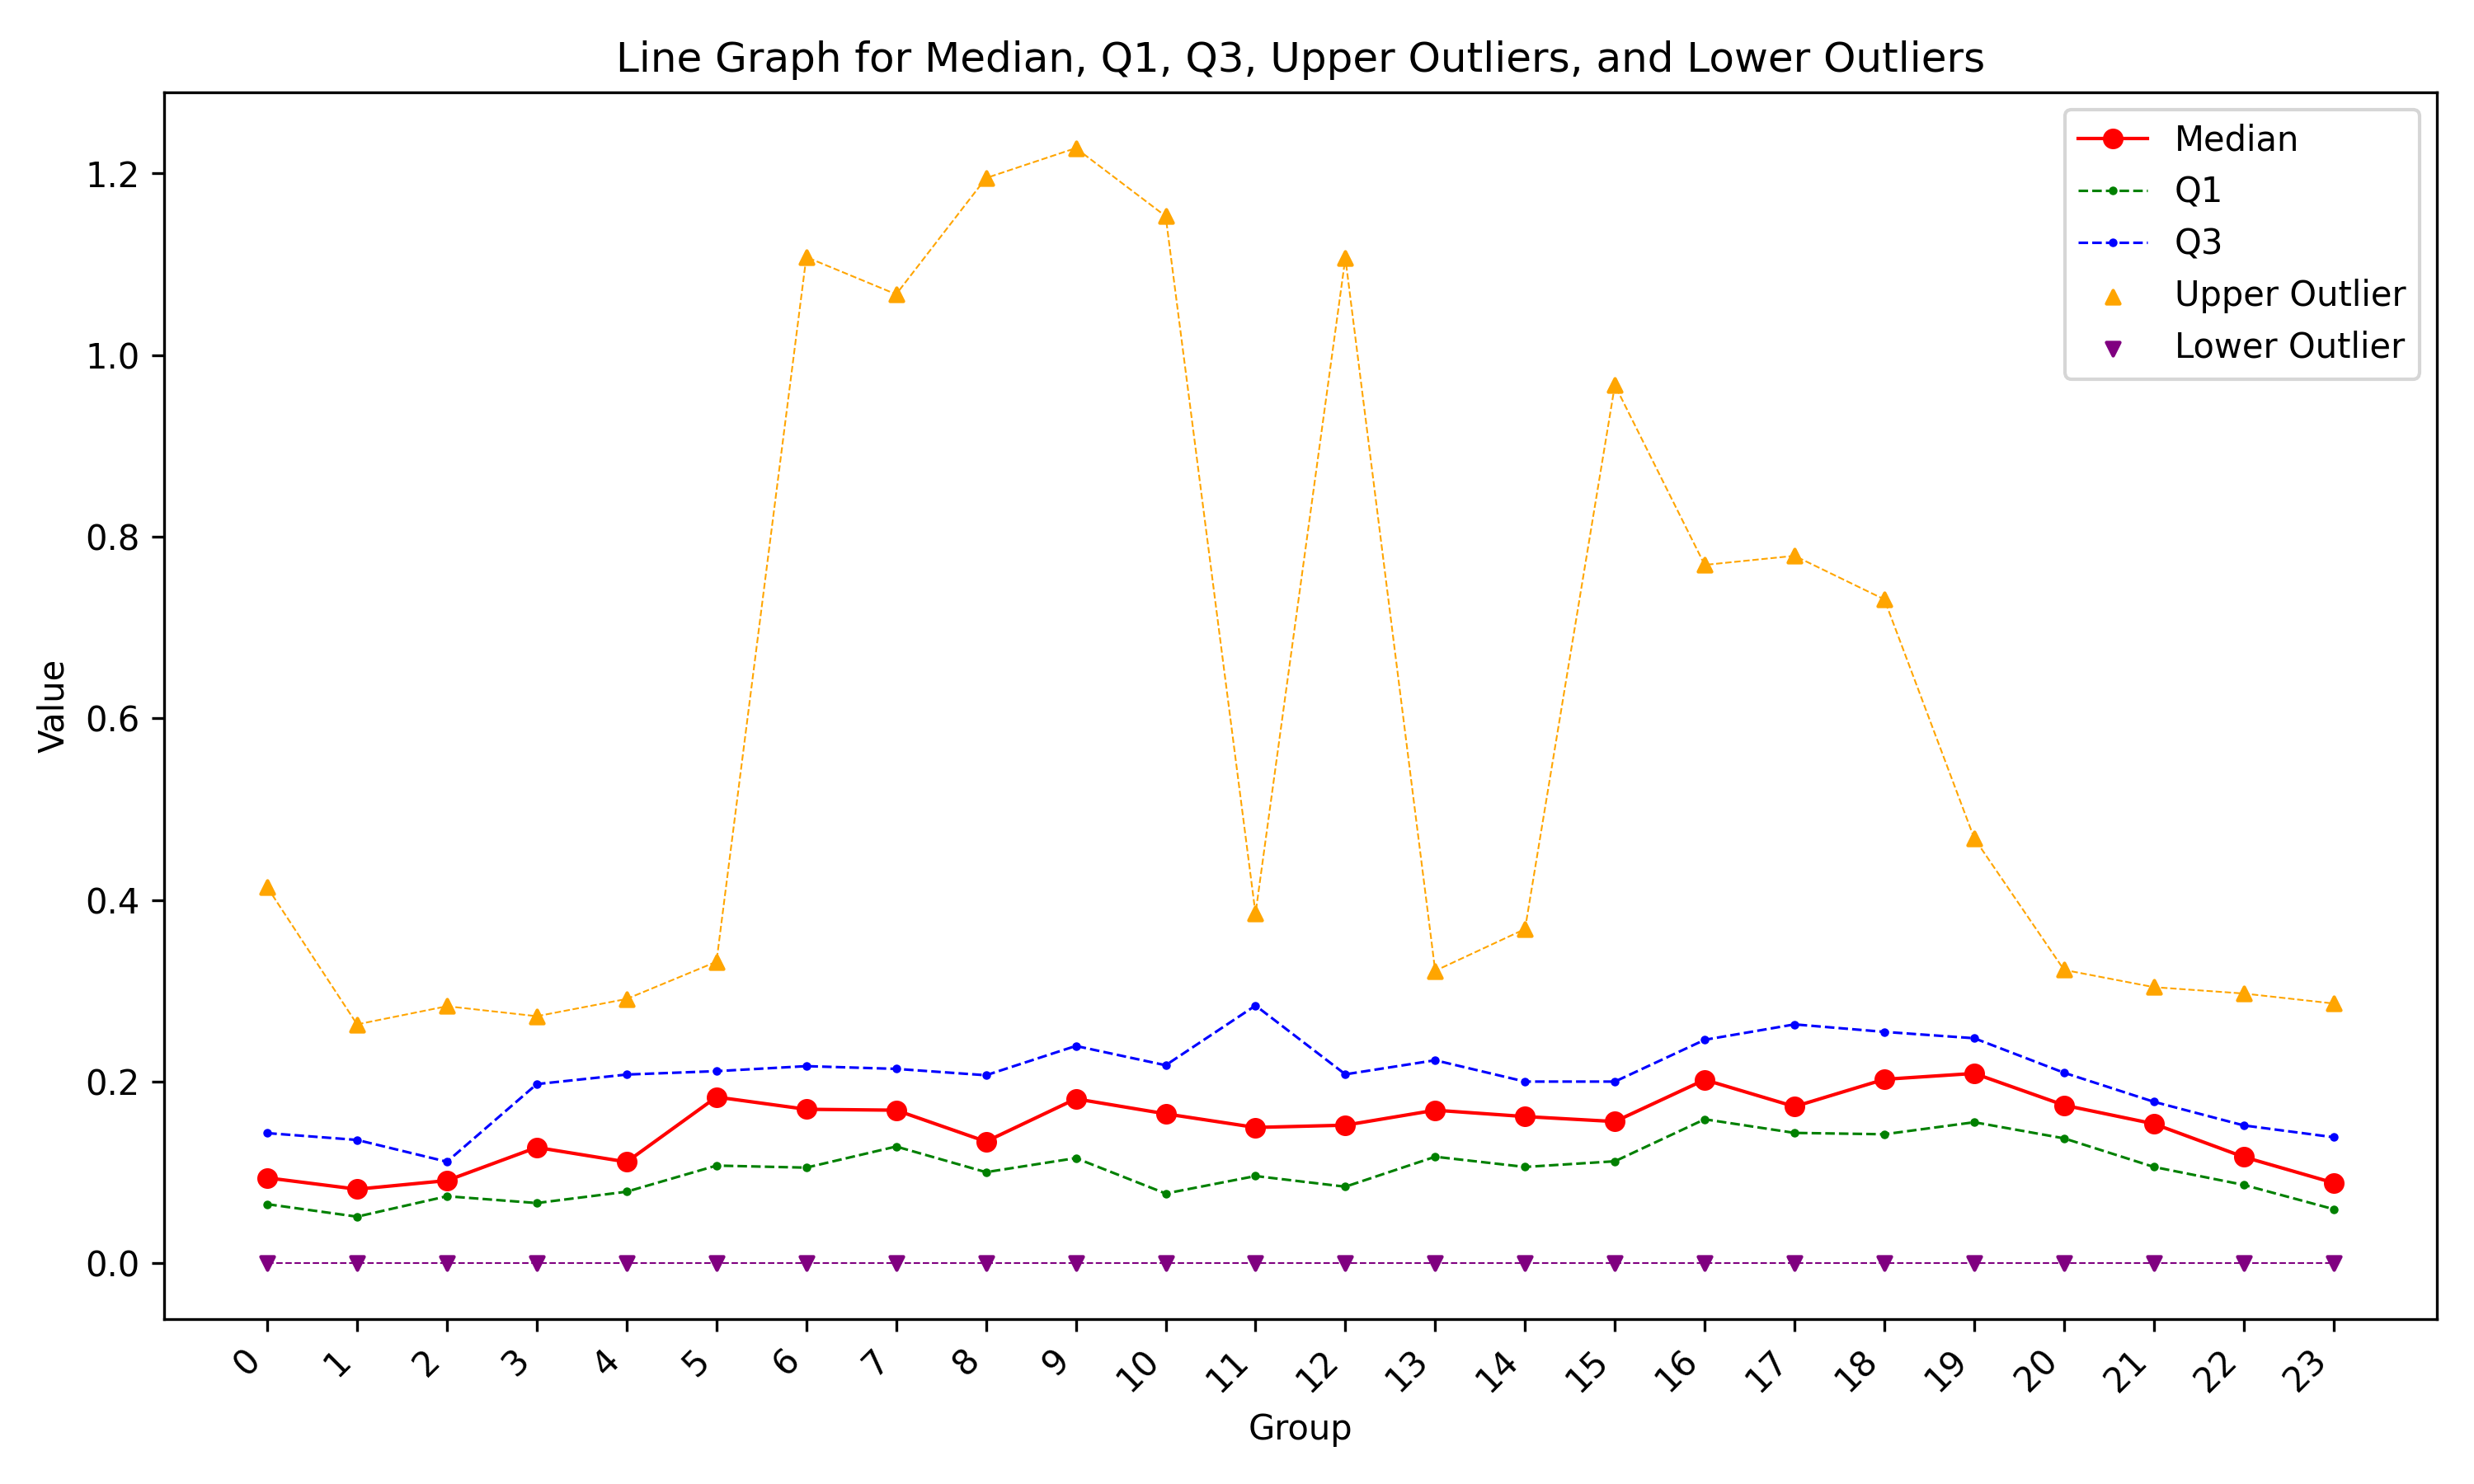 Line Graph for Median, Q1, Q3, Upper Outliers, and Lower Outliers
Median
Q1
Q3
Upper Outlier
Lower Outlier
1.2
1.0
0.8
0.6
0.4
0.2
0.0
Value
0 1 2 3 4 5 6 7 8 9 10 11 12 13 14 15 16 17 18 19 20 21 22 23
Group